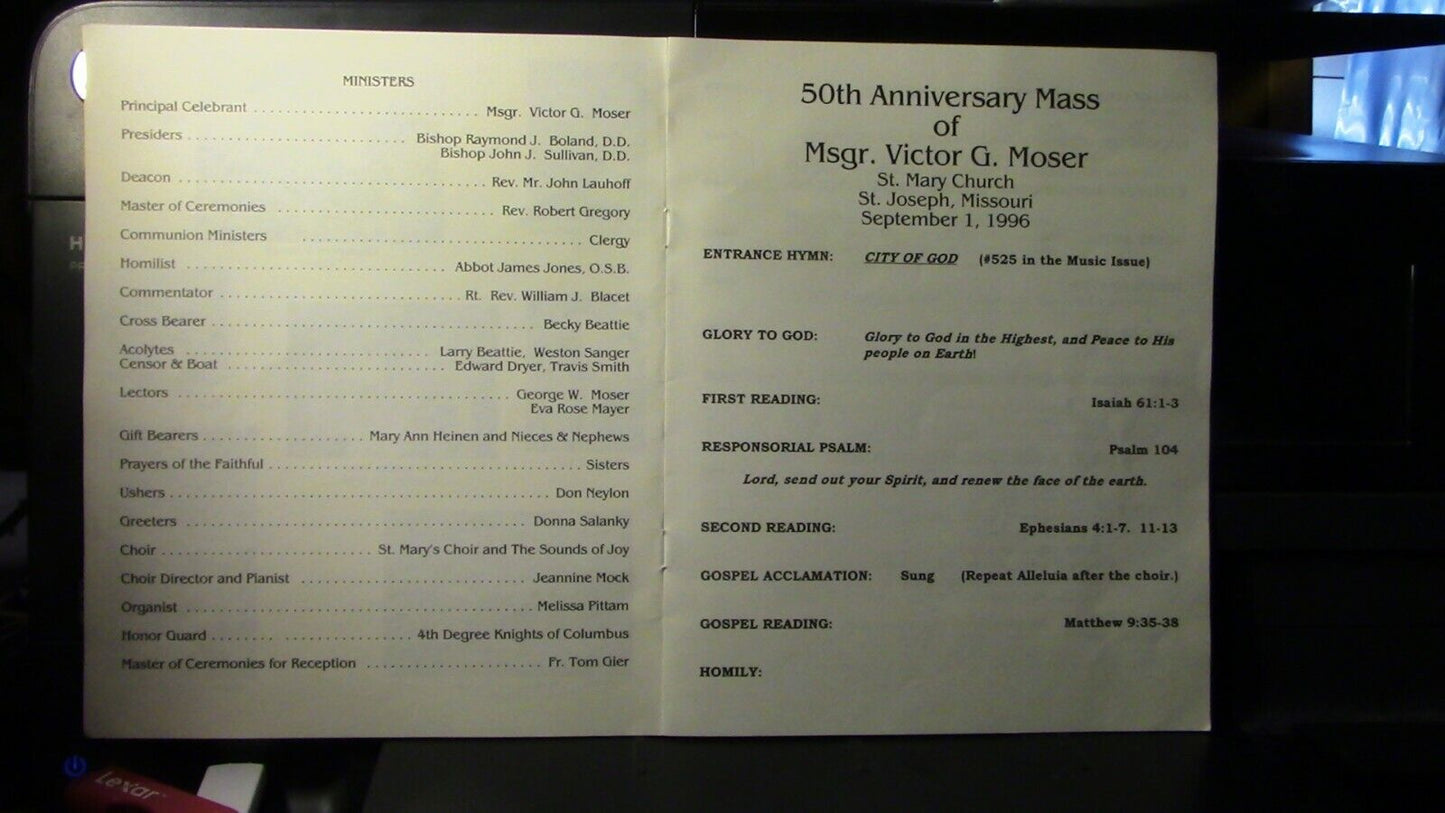 MINISTERS
Principal Celebrant . . . . . . . . . . . . . . . . . . . . . . . . . . . . . . . Msgr. Victor G. Moser
Presiders . . . . . . . . . . . . . . . . . . . . . . . . . . . . . Bishop Raymond J. Boland, D.D.
Bishop John J. Sullivan, D.D.
Deacon . . . . . . . . . . . . . . . . . . . . . . . . . . . . . . . . . . . . . . . . . Rev. Mr. John Lauhoff
Master of Ceremonies . . . . . . . . . . . . . . . . . . . . . . . . . . . . . Rev. Robert Gregory
Communion Ministers . . . . . . . . . . . . . . . . . . . . . . . . . . . . . . . . . . . . . Clergy
Homilist . . . . . . . . . . . . . . . . . . . . . . . . . . . . . . . . . . . Abbot James Jones, O.S.B.
Commentator . . . . . . . . . . . . . . . . . . . . . . . . . . . . . . . . Rt. Rev. William J. Blacet
Cross Bearer . . . . . . . . . . . . . . . . . . . . . . . . . . . . . . . . . . . . . . . . . . . Becky Beattie
Acolytes . . . . . . . . . . . . . . . . . . . . . . . . . . . . . . . . Larry Beattie, Weston Sanger
Censor & Boat . . . . . . . . . . . . . . . . . . . . . . . . . . . . . Edward Dryer, Travis Smith
Lectors . . . . . . . . . . . . . . . . . . . . . . . . . . . . . . . . . . . . . . . . . . . . George W. Moser
Eva Rose Mayer
Gift Bearers . . . . . . . . . . . . . . . . . . . . . Mary Ann Heinen and Nieces & Nephews
Prayers of the Faithful . . . . . . . . . . . . . . . . . . . . . . . . . . . . . . . . . . . . . . . . . Sisters
Ushers . . . . . . . . . . . . . . . . . . . . . . . . . . . . . . . . . . . . . . . . . . . . . . . . . . Don Neylon
Greeters . . . . . . . . . . . . . . . . . . . . . . . . . . . . . . . . . . . . . . . . . . . . Donna Salanky
Choir . . . . . . . . . . . . . . . . . . . . . . . . . . . . St. Mary's Choir and The Sounds of Joy
Choir Director and Pianist . . . . . . . . . . . . . . . . . . . . . . . . . . . . . Jeannine Mock
Organist . . . . . . . . . . . . . . . . . . . . . . . . . . . . . . . . . . . . . . . . . . . . . Melissa Pittam
Honor Guard . . . . . . . . . . . . . . . . . . . . . . 4th Degree Knights of Columbus
Master of Ceremonies for Reception . . . . . . . . . . . . . . . . . . . . . . . Fr. Tom Gier
50th Anniversary Mass
of
Msgr. Victor G. Moser
St. Mary Church
St. Joseph, Missouri
September 1, 1996
ENTRANCE HYMN: CITY OF GOD (#525 in the Music Issue)
GLORY TO GOD: Glory to God in the Highest, and Peace to His
people on Earth!
FIRST READING: Isaiah 61:1-3
RESPONSORIAL PSALM: Psalm 104
Lord, send out your Spirit, and renew the face of the earth.
SECOND READING: Ephesians 4:1-7. 11-13
GOSPEL ACCLAMATION: Sung (Repeat Alleluia after the choir.)
GOSPEL READING: Matthew 9:35-38
HOMILY:
Lexar